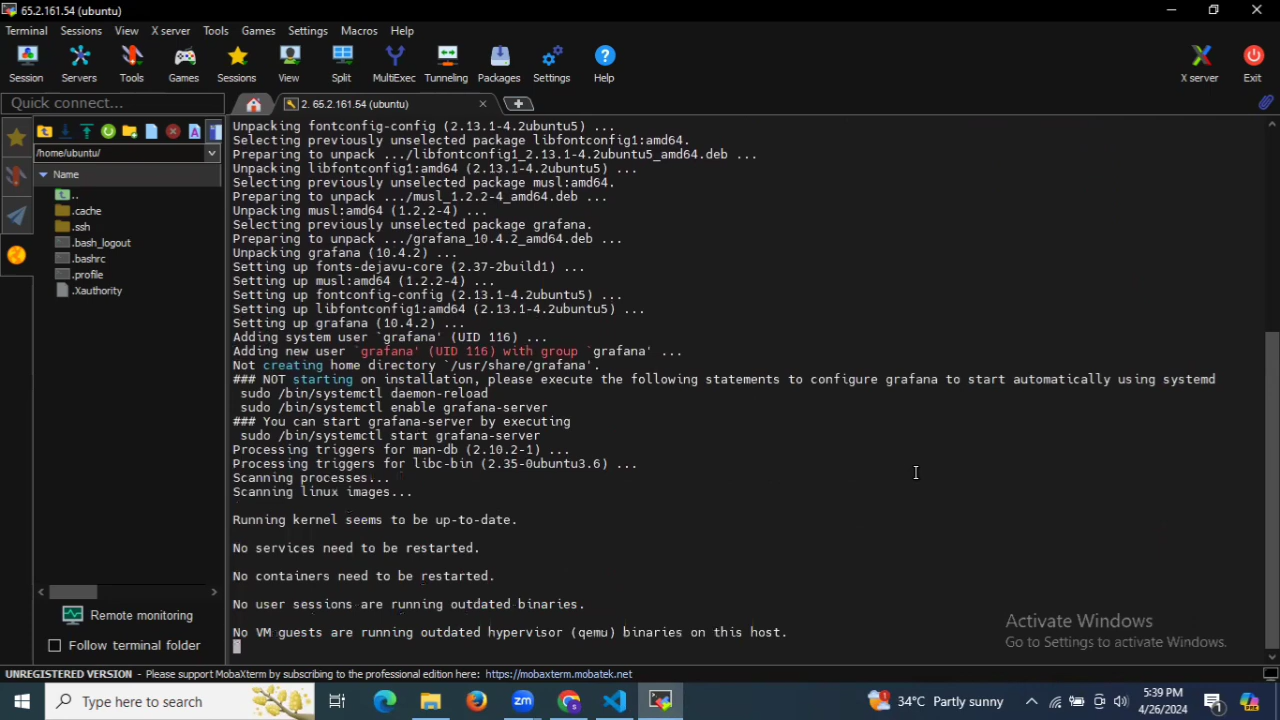 65.2.161.54 (ubuntu)
Terminal Sessions View X server Tools Games Settings Macros Help
Session Servers Tools Games Sessions View Split MultiExec Tunneling Packages Settings Help X server Exit
Quick connect...
2. 65.2.161.54 (ubuntu)
/home/ubuntu/
Name
..
.cache
.ssh
.bash_logout
.bashrc
.profile
.Xauthority
Unpacking fontconfig-config (2.13.1-4.2ubuntu5) ...
Selecting previously unselected package libfontconfig1:amd64.
Preparing to unpack .../libfontconfig1_2.13.1-4.2ubuntu5_amd64.deb ...
Unpacking libfontconfig1:amd64 (2.13.1-4.2ubuntu5) ...
Selecting previously unselected package musl:amd64.
Preparing to unpack .../musl_1.2.2-4_amd64.deb ...
Unpacking musl:amd64 (1.2.2-4) ...
Selecting previously unselected package grafana.
Preparing to unpack .../grafana_10.4.2_amd64.deb ...
Unpacking grafana (10.4.2) ...
Setting up fonts-dejavu-core (2.37-2build1) ...
Setting up musl:amd64 (1.2.2-4) ...
Setting up fontconfig-config (2.13.1-4.2ubuntu5) ...
Setting up libfontconfig1:amd64 (2.13.1-4.2ubuntu5) ...
Setting up grafana (10.4.2) ...
Adding system user `grafana' (UID 116) ...
Adding new user `grafana' (UID 116) with group `grafana' ...
Not creating home directory `/usr/share/grafana'.
### NOT starting on installation, please execute the following statements to configure grafana to start automatically using systemd
sudo /bin/systemctl daemon-reload
sudo /bin/systemctl enable grafana-server
### You can start grafana-server by executing
sudo /bin/systemctl start grafana-server
Processing triggers for man-db (2.10.2-1) ...
Processing triggers for libc-bin (2.35-0ubuntu3.6) ...
Scanning processes...
Scanning linux images...
Running kernel seems to be up-to-date.
No services need to be restarted.
No containers need to be restarted.
No user sessions are running outdated binaries.
No VM guests are running outdated hypervisor (qemu) binaries on this host.
Remote monitoring
Follow terminal folder
Activate Windows
Go to Settings to activate Windows.
UNREGISTERED VERSION - Please support MobaXterm by subscribing to the professional edition here: https://mobaxterm.mobatek.net
Type here to search
zm
1
34°C Partly sunny
5:39 PM
4/26/2024
1
PRE